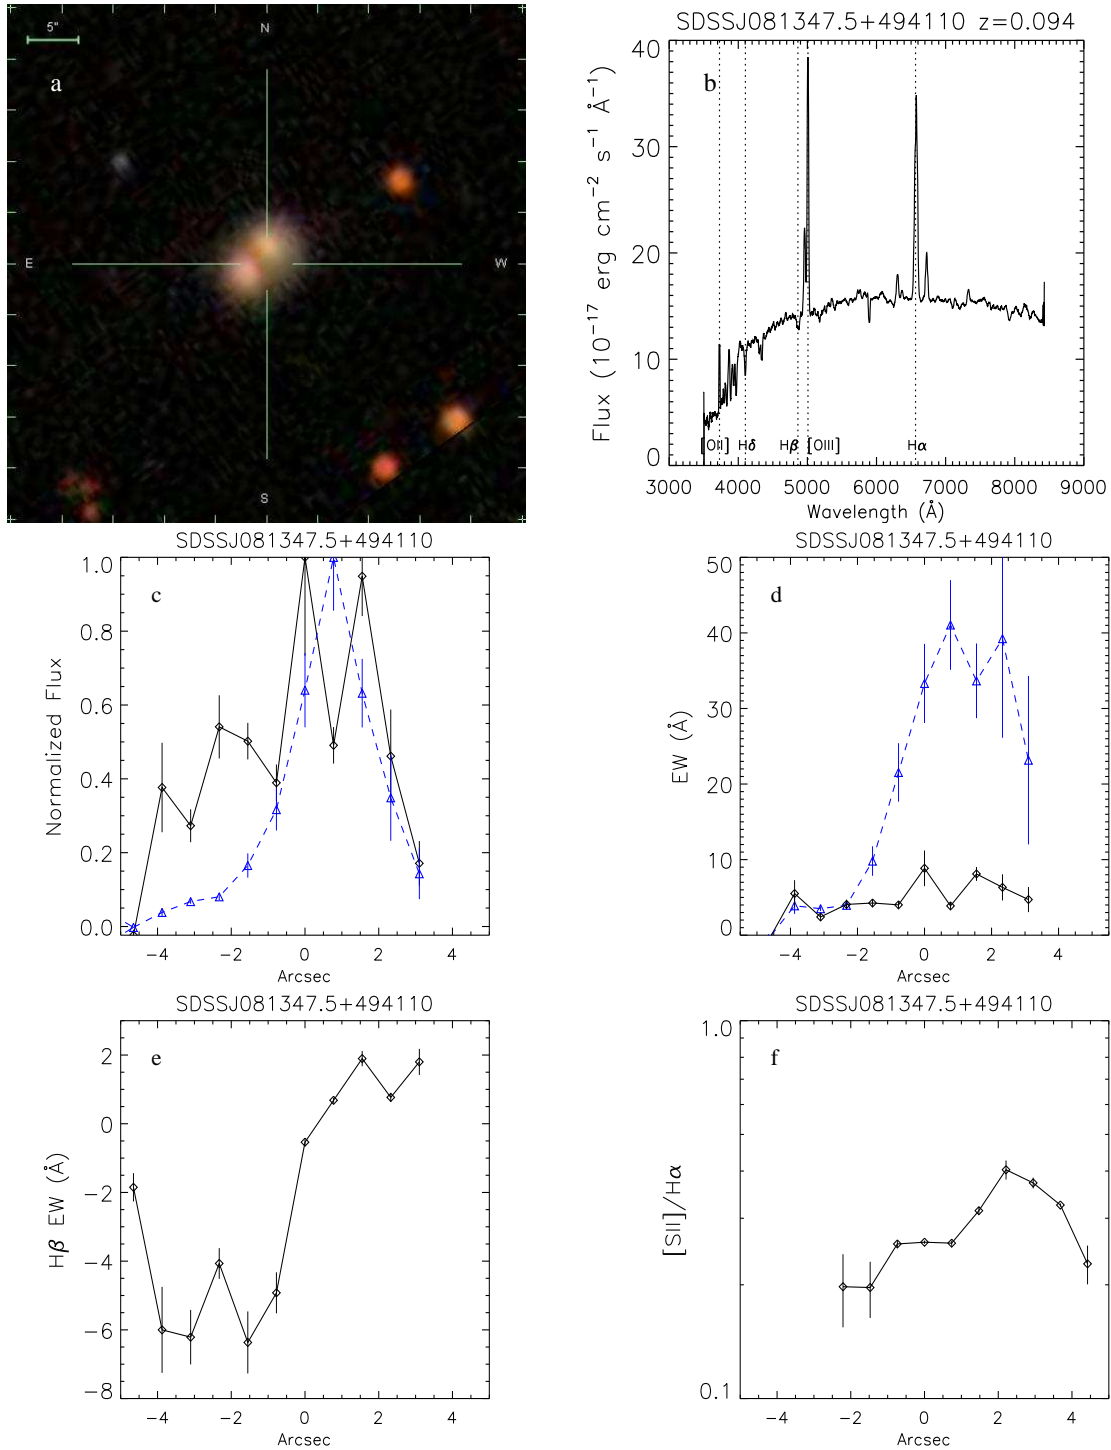 5"
N
a
E
W
S
SDSSJ081347.5+494110 z=0.094
b
Flux (10−17 erg cm−2 s−1 Å−1)
40
30
20
10
0
[OII] Hδ Hβ [OIII] Hα
3000 4000 5000 6000 7000 8000 9000
Wavelength (Å)
SDSSJ081347.5+494110
c
Normalized Flux
1.0
0.8
0.6
0.4
0.2
0.0
−4 −2 0 2 4
Arcsec
SDSSJ081347.5+494110
d
EW (Å)
50
40
30
20
10
0
−4 −2 0 2 4
Arcsec
SDSSJ081347.5+494110
e
Hβ EW (Å)
2
0
−2
−4
−6
−8
−4 −2 0 2 4
Arcsec
SDSSJ081347.5+494110
f
[SII]/Hα
1.0
0.1
−4 −2 0 2 4
Arcsec